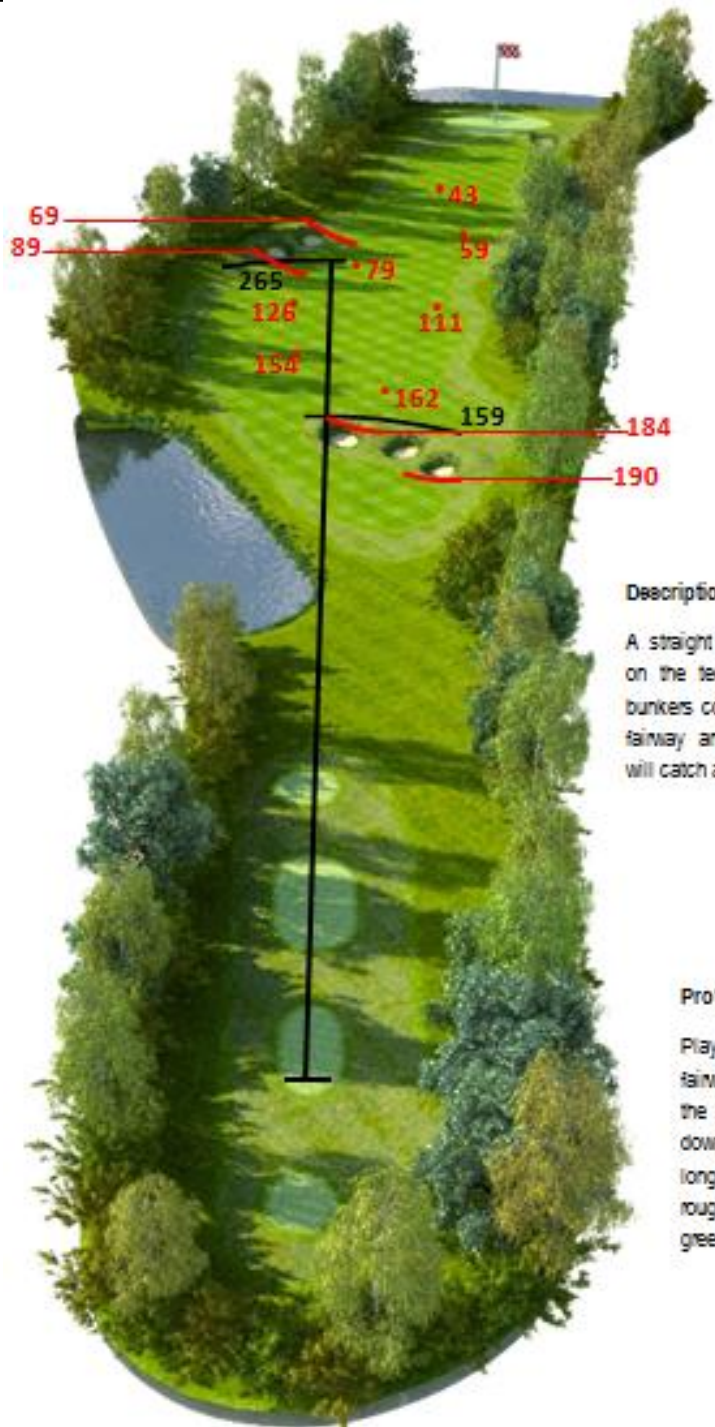 43
69
59
89
79
265
126
111
154
162
159
184
190
Descriptio
A straight
on the te
bunkers co
fairway an
will catch a
Pro
Play
fairw
the
dow
long
roug
gree